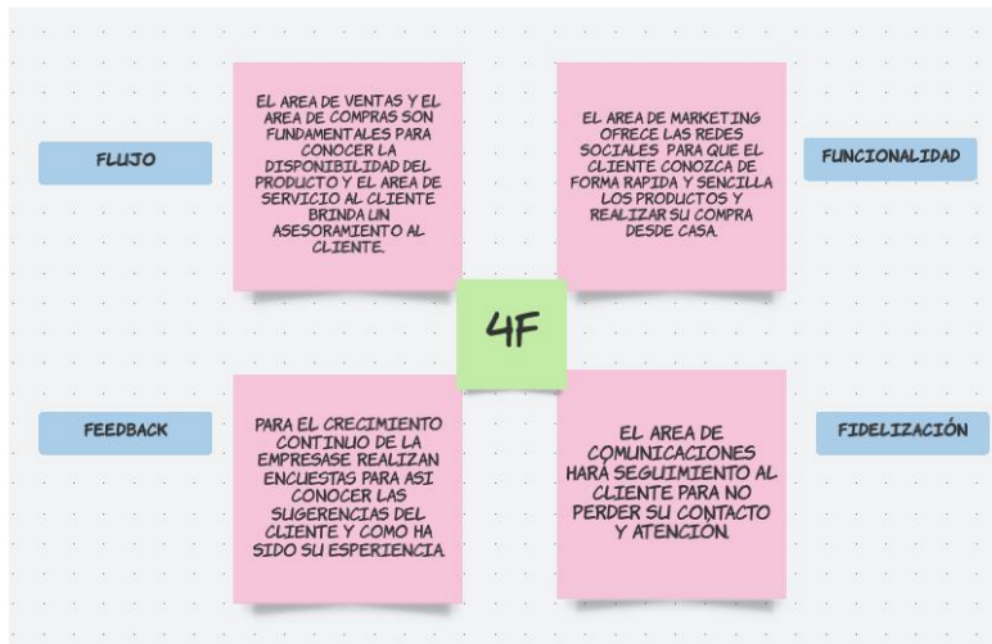 FLUJO
EL AREA DE VENTAS Y EL
AREA DE COMPRAS SON
FUNDAMENTALES PARA
CONOCER LA
DISPONIBILIDAD DEL
PRODUCTO Y EL AREA DE
SERVICIO AL CLIENTE
BRINDA UN
ASESORAMIENTO AL
CLIENTE.
EL AREA DE MARKETING
OFRECE LAS REDES
SOCIALES PARA QUE EL
CLIENTE CONOZCA DE
FORMA RAPIDA Y SENCILLA
LOS PRODUCTOS Y
REALIZAR SU COMPRA
DESDE CASA.
FUNCIONALIDAD
4F
FEEDBACK
PARA EL CRECIMIENTO
CONTINUO DE LA
EMPRESASE REALIZAN
ENCUESTAS PARA ASI
CONOCER LAS
SUGERENCIAS DEL
CLIENTE Y COMO HA
SIDO SU ESPERIENCIA.
EL AREA DE
COMUNICACIONES
HARÁ SEGUIMIENTO AL
CLIENTE PARA NO
PERDER SU CONTACTO
Y ATENCIÓN.
FIDELIZACIÓN